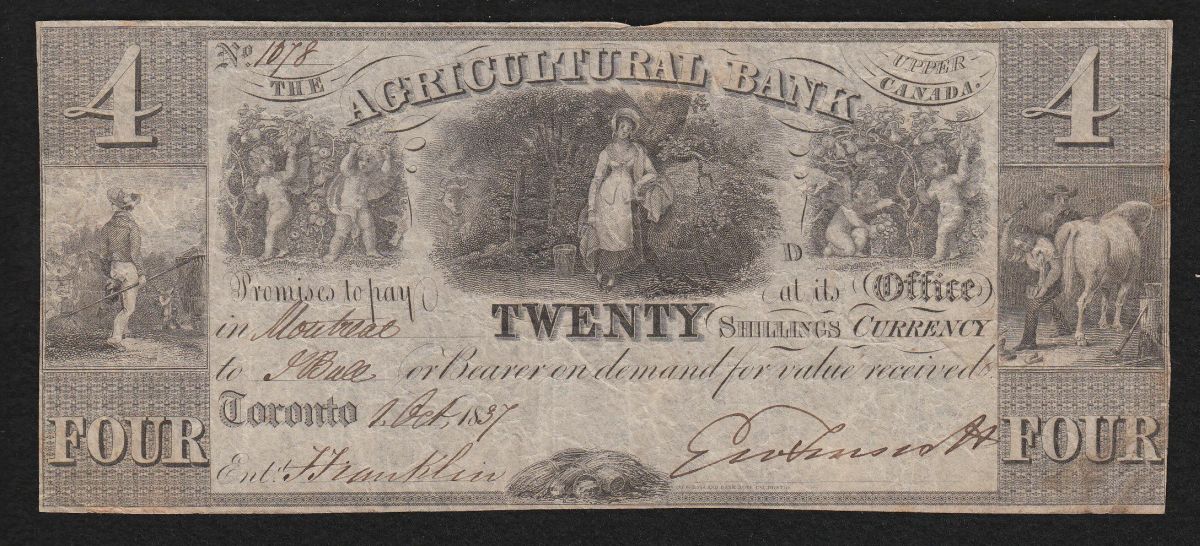 No. 1078
4
THE AGRICULTURAL BANK UPPER CANADA.
4
D
Promises to pay at its Office
in Montreal TWENTY SHILLINGS CURRENCY
to J Bull or Bearer on demand for value received
Toronto 1 Oct, 1837
FOUR
FOUR
Entd. J Franklin